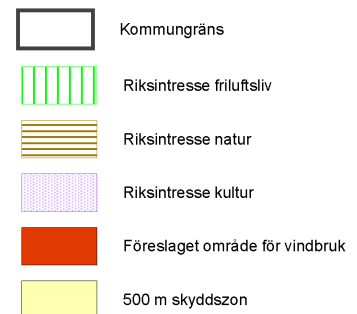 Kommungräns
Riksintresse friluftsliv
Riksintresse natur
Riksintresse kultur
Föreslaget område för vindbruk
500 m skyddszon